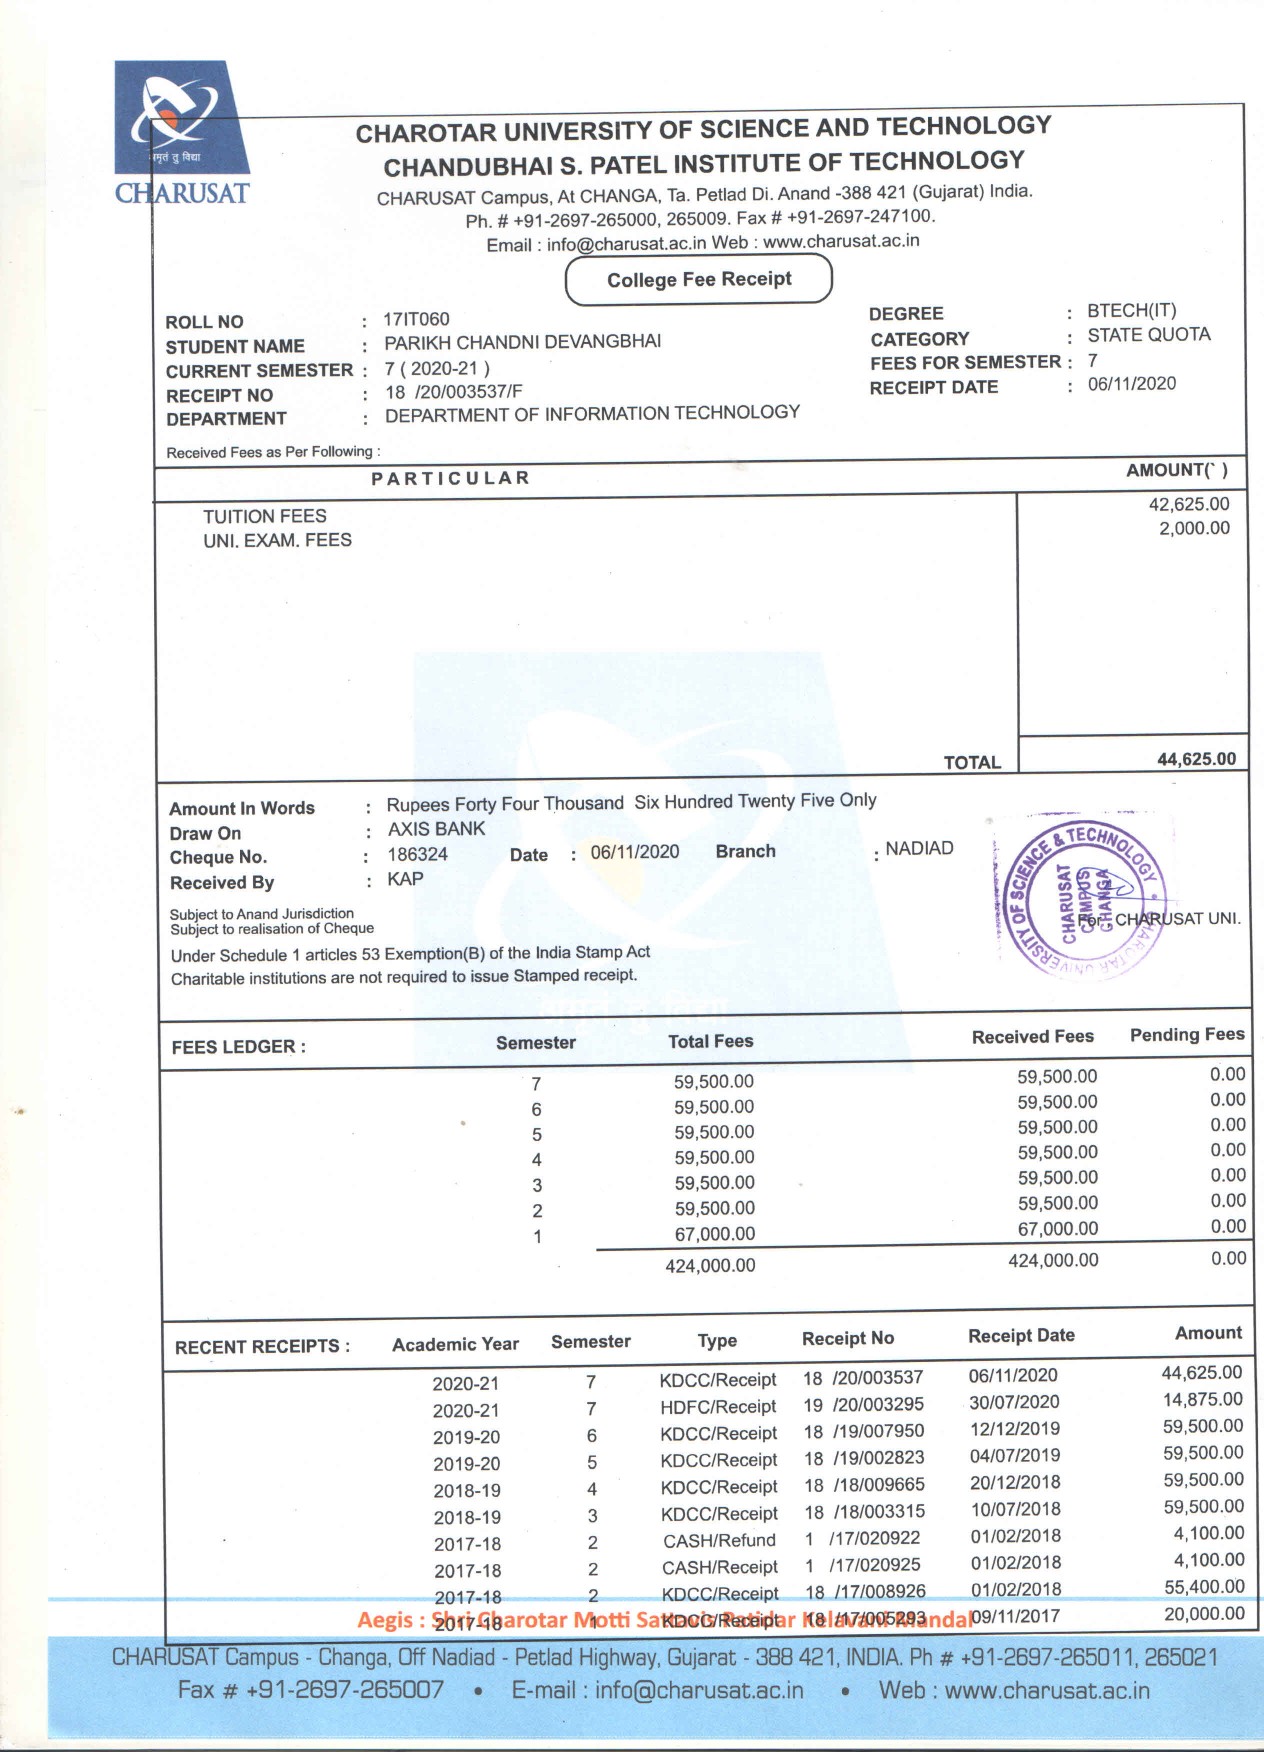 अमृतं तु विद्या
CHARUSAT
CHAROTAR UNIVERSITY OF SCIENCE AND TECHNOLOGY
CHANDUBHAI S. PATEL INSTITUTE OF TECHNOLOGY
CHARUSAT Campus, At CHANGA, Ta. Petlad Di. Anand -388 421 (Gujarat) India.
Ph. # +91-2697-265000, 265009. Fax # +91-2697-247100.
Email : info@charusat.ac.in Web : www.charusat.ac.in
College Fee Receipt
ROLL NO : 17IT060 DEGREE : BTECH(IT)
STUDENT NAME : PARIKH CHANDNI DEVANGBHAI CATEGORY : STATE QUOTA
CURRENT SEMESTER : 7 ( 2020-21 ) FEES FOR SEMESTER : 7
RECEIPT NO : 18 /20/003537/F RECEIPT DATE : 06/11/2020
DEPARTMENT : DEPARTMENT OF INFORMATION TECHNOLOGY
Received Fees as Per Following :
PARTICULAR AMOUNT(` )
TUITION FEES 42,625.00
UNI. EXAM. FEES 2,000.00
TOTAL 44,625.00
Amount In Words : Rupees Forty Four Thousand Six Hundred Twenty Five Only
Draw On : AXIS BANK
Cheque No. : 186324 Date : 06/11/2020 Branch : NADIAD
Received By : KAP
Subject to Anand Jurisdiction
Subject to realisation of Cheque
For, CHARUSAT UNI.
CHAROTAR UNIVERSITY OF SCIENCE & TECHNOLOGY
CHARUSAT
CAMPUS
CHANGA
Under Schedule 1 articles 53 Exemption(B) of the India Stamp Act
Charitable institutions are not required to issue Stamped receipt.
FEES LEDGER : Semester Total Fees Received Fees Pending Fees
7 59,500.00 59,500.00 0.00
6 59,500.00 59,500.00 0.00
5 59,500.00 59,500.00 0.00
4 59,500.00 59,500.00 0.00
3 59,500.00 59,500.00 0.00
2 59,500.00 59,500.00 0.00
1 67,000.00 67,000.00 0.00
424,000.00 424,000.00 0.00
RECENT RECEIPTS : Academic Year Semester Type Receipt No Receipt Date Amount
2020-21 7 KDCC/Receipt 18 /20/003537 06/11/2020 44,625.00
2020-21 7 HDFC/Receipt 19 /20/003295 30/07/2020 14,875.00
2019-20 6 KDCC/Receipt 18 /19/007950 12/12/2019 59,500.00
2019-20 5 KDCC/Receipt 18 /19/002823 04/07/2019 59,500.00
2018-19 4 KDCC/Receipt 18 /18/009665 20/12/2018 59,500.00
2018-19 3 KDCC/Receipt 18 /18/003315 10/07/2018 59,500.00
2017-18 2 CASH/Refund 1 /17/020922 01/02/2018 4,100.00
2017-18 2 CASH/Receipt 1 /17/020925 01/02/2018 4,100.00
2017-18 2 KDCC/Receipt 18 /17/008926 01/02/2018 55,400.00
2017-18 1 KDCC/Receipt 18 /17/005293 09/11/2017 20,000.00
Aegis : Shri Charotar Motti Sattavis Patidar Kelavani Mandal
CHARUSAT Campus - Changa, Off Nadiad - Petlad Highway, Gujarat - 388 421, INDIA. Ph # +91-2697-265011, 265021
Fax # +91-2697-265007 • E-mail : info@charusat.ac.in • Web : www.charusat.ac.in